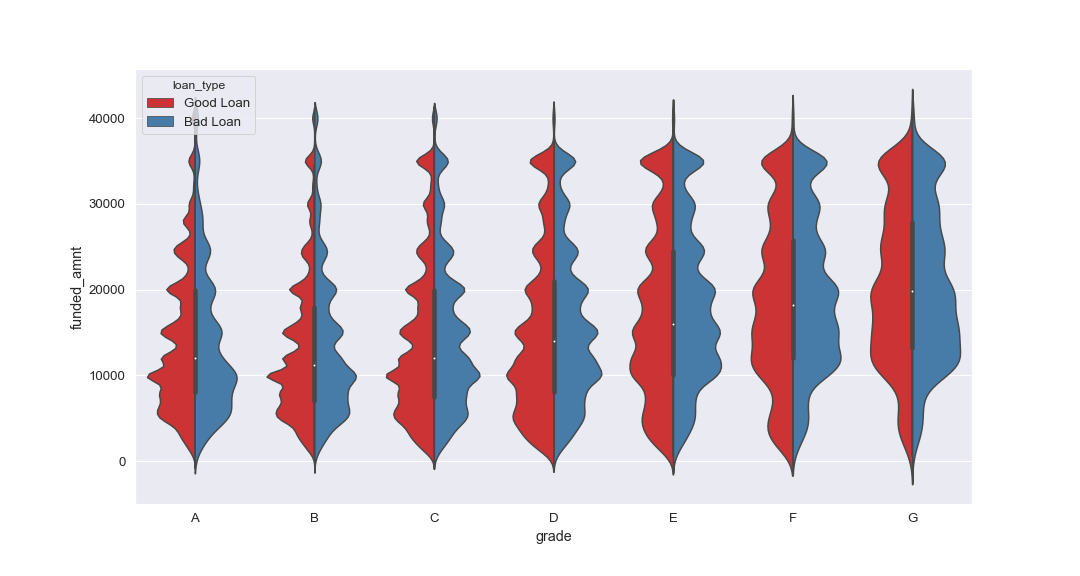 loan_type
Good Loan
Bad Loan
40000
30000
20000
10000
0
funded_amnt
A B C D E F G
grade